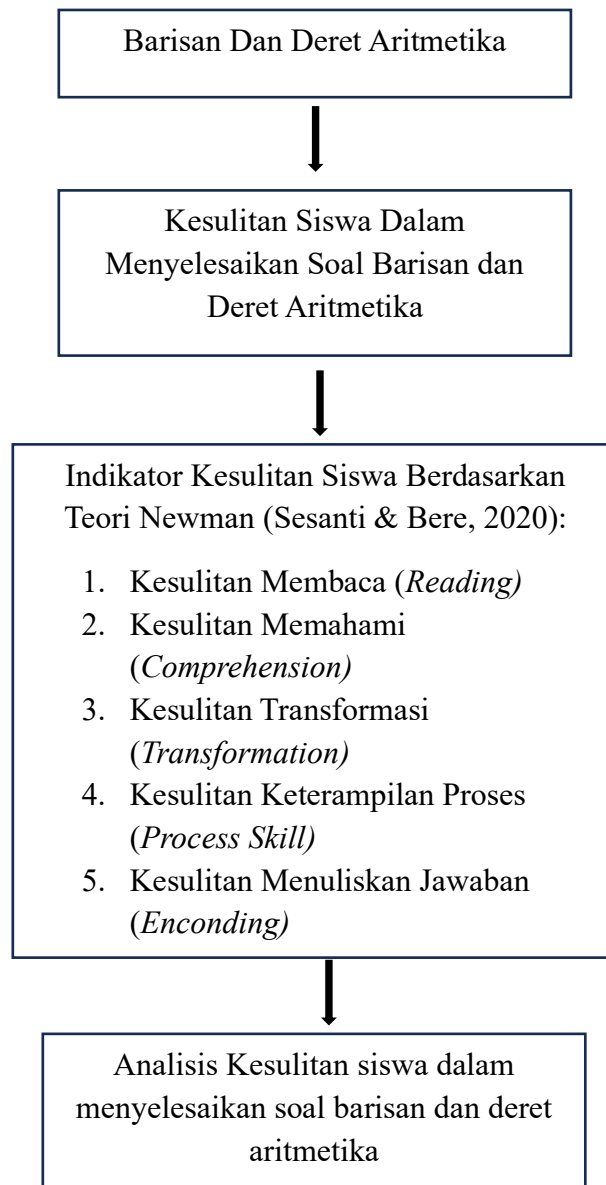 Barisan Dan Deret Aritmetika
Kesulitan Siswa Dalam
Menyelesaikan Soal Barisan dan
Deret Aritmetika
Indikator Kesulitan Siswa Berdasarkan
Teori Newman (Sesanti & Bere, 2020):
1. Kesulitan Membaca (Reading)
2. Kesulitan Memahami
(Comprehension)
3. Kesulitan Transformasi
(Transformation)
4. Kesulitan Keterampilan Proses
(Process Skill)
5. Kesulitan Menuliskan Jawaban
(Enconding)
Analisis Kesulitan siswa dalam
menyelesaikan soal barisan dan deret
aritmetika